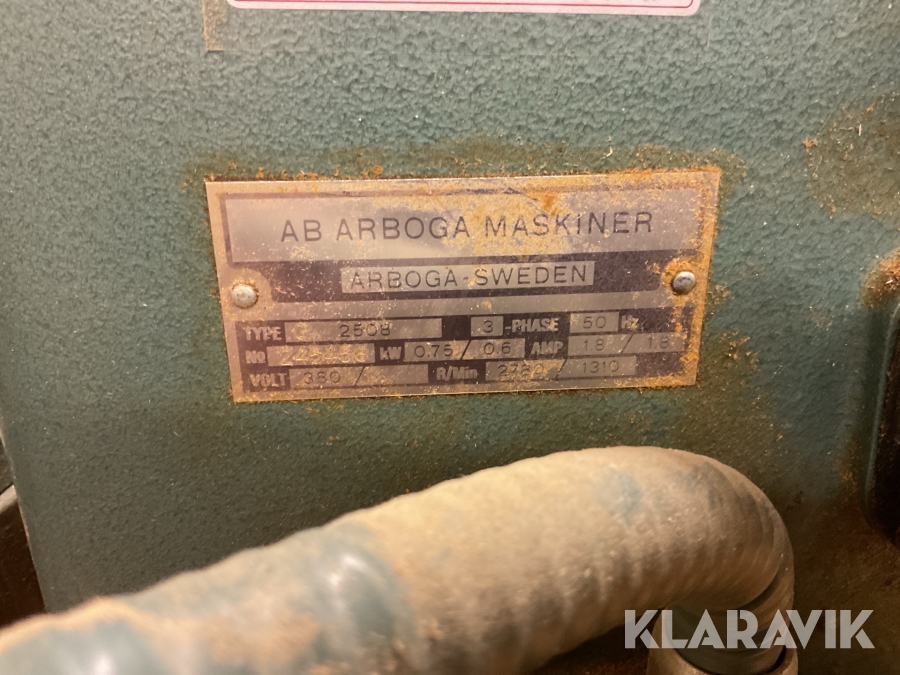 AB ARBOGA MASKINER
ARBOGA-SWEDEN
TYPE 2508 3-PHASE 50 Hz
No kW 0.75 / 0.6 AMP 1.8 / 1.8
VOLT 380 / R/Min 2780 / 1310
KLARAVIK